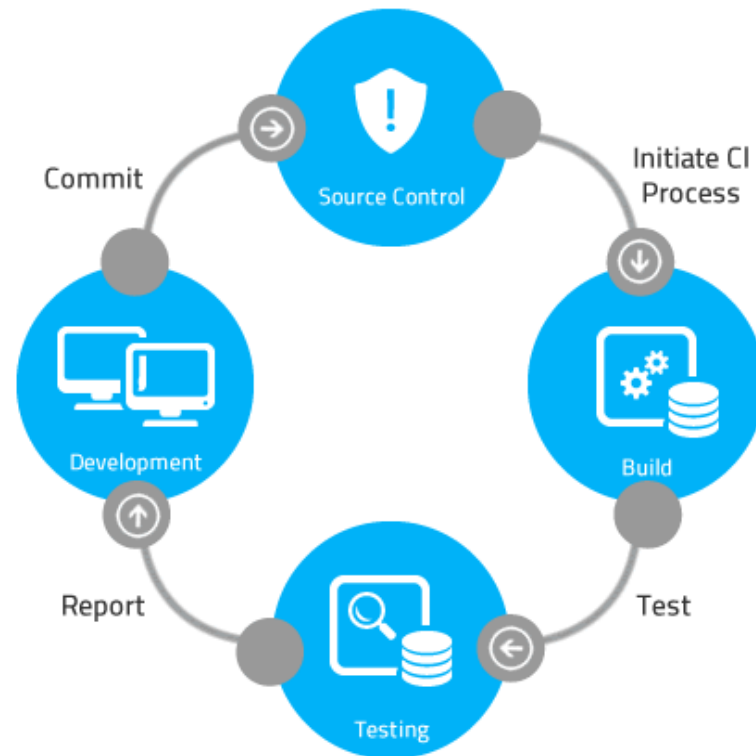 Source Control
Commit
Initiate CI
Process
Development
Build
Report
Test
Testing